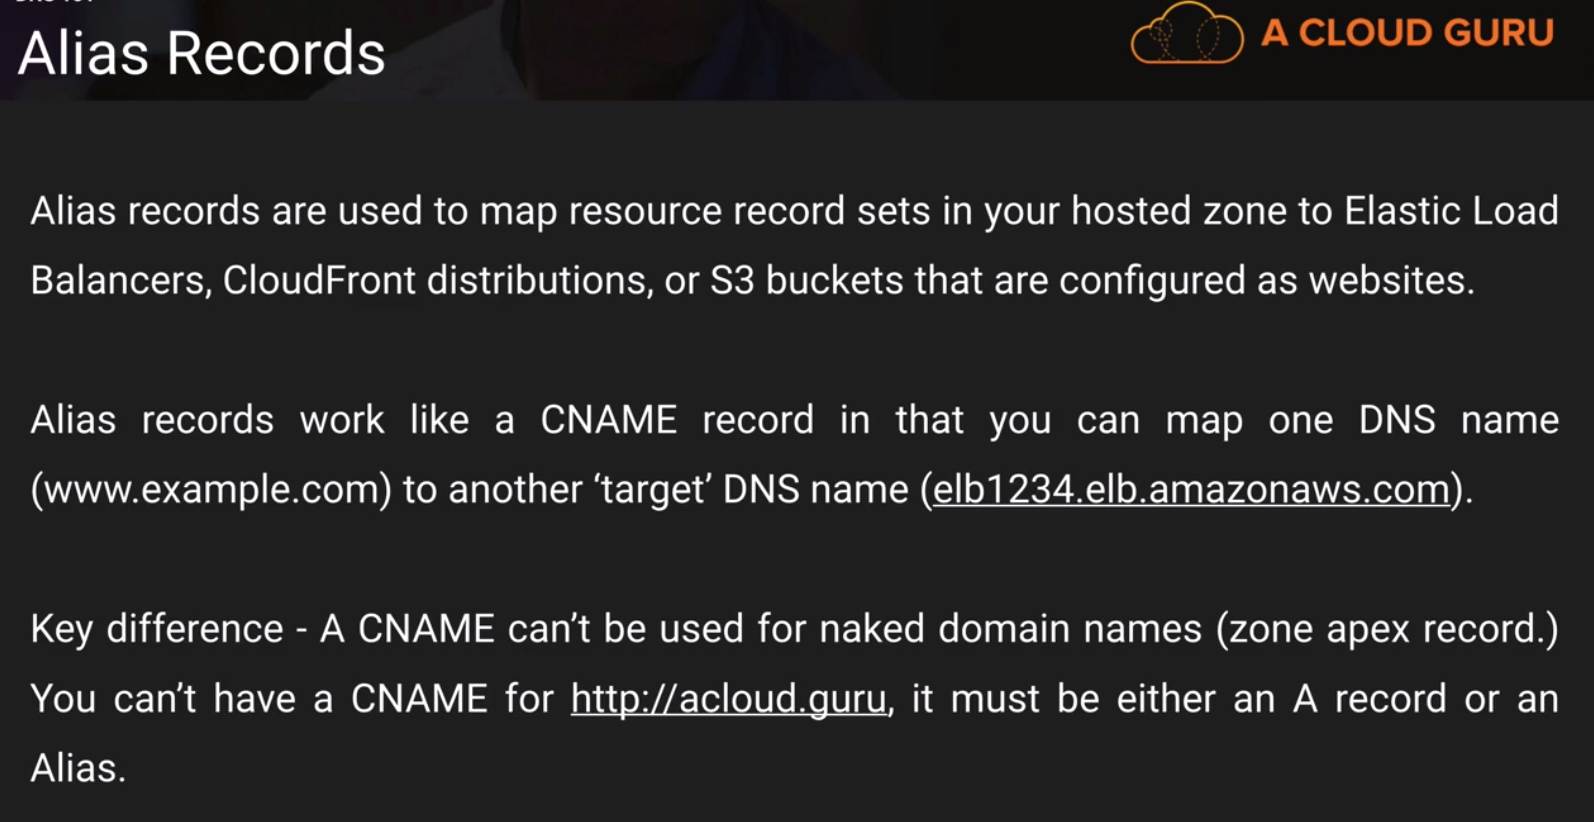 Alias Records
A CLOUD GURU
Alias records are used to map resource record sets in your hosted zone to Elastic Load
Balancers, CloudFront distributions, or S3 buckets that are configured as websites.
Alias records work like a CNAME record in that you can map one DNS name
(www.example.com) to another ‘target’ DNS name (elb1234.elb.amazonaws.com).
Key difference - A CNAME can’t be used for naked domain names (zone apex record.)
You can’t have a CNAME for http://acloud.guru, it must be either an A record or an
Alias.